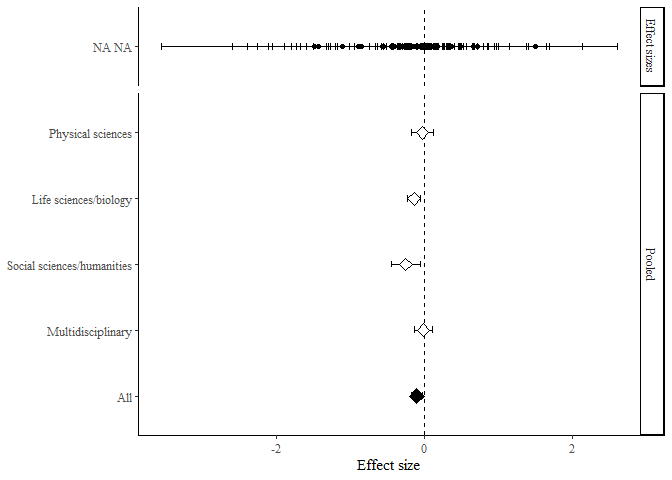 NA NA
Effect sizes
Physical sciences
Life sciences/biology
Social sciences/humanities
Multidisciplinary
All
Pooled
-2 0 2
Effect size